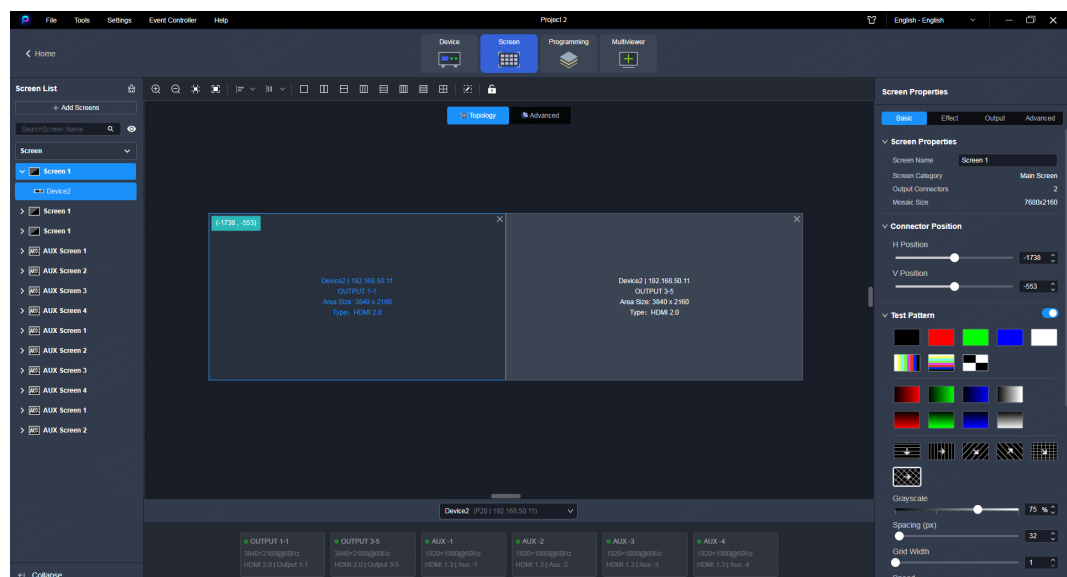 File Tools Settings Event Controller Help Project 2 English - English
Home
Device Screen Programming Multiviewer
Screen List
+ Add Screens
SearchScreen Name
Screen
Screen 1
Device2
Screen 1
Screen 1
AUX Screen 1
AUX Screen 2
AUX Screen 3
AUX Screen 4
AUX Screen 1
AUX Screen 2
AUX Screen 3
AUX Screen 4
AUX Screen 1
AUX Screen 2
Collapse
Topology Advanced
(-1738 , -553)
Device2 | 192.168.50.11
OUTPUT 1-1
Area Size: 3840 x 2160
Type: HDMI 2.0
Device2 | 192.168.50.11
OUTPUT 3-5
Area Size: 3840 x 2160
Type: HDMI 2.0
Device2 (P20 | 192.168.50.11)
OUTPUT 1-1
3840×2160@60Hz
HDMI 2.0 | Output 1-1
OUTPUT 3-5
3840×2160@60Hz
HDMI 2.0 | Output 3-5
AUX -1
1920×1080@60Hz
HDMI 1.3 | Aux -1
AUX -2
1920×1080@60Hz
HDMI 1.3 | Aux -2
AUX -3
1920×1080@60Hz
HDMI 1.3 | Aux -3
AUX -4
1920×1080@60Hz
HDMI 1.3 | Aux -4
Screen Properties
Basic Effect Output Advanced
Screen Properties
Screen Name Screen 1
Screen Category Main Screen
Output Connectors 2
Mosaic Size 7680x2160
Connector Position
H Position
-1738
V Position
-553
Test Pattern
Grayscale
75 %
Spacing (px)
32
Grid Width
1
Speed